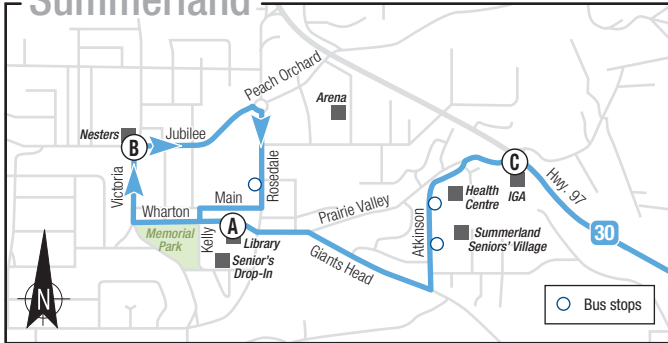 Summerland
Peach Orchard
Arena
Nesters
B
Jubilee
Rosedale
Victoria
C
Hwy. 97
Health
Centre
IGA
Main
Prairie Valley
Wharton
A
Atkinson
30
Memorial
Park
Kelly
Library
Summerland
Seniors' Village
Senior's
Drop-In
Giants Head
N
Bus stops